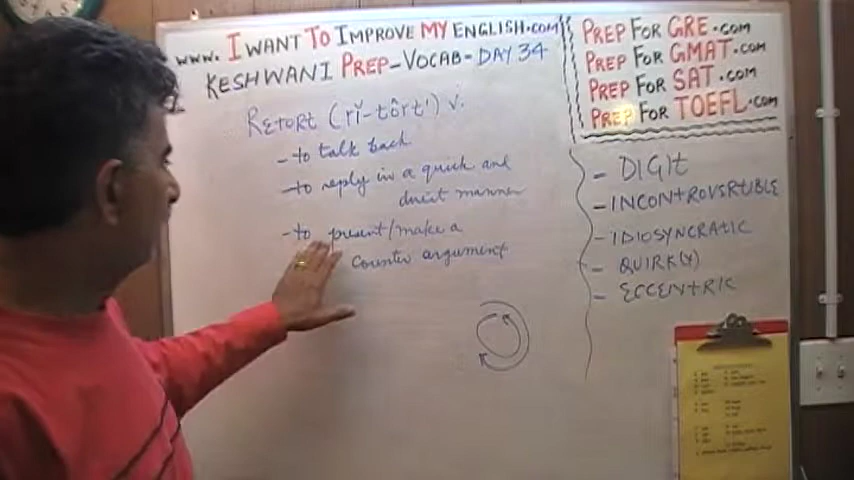 www. I WANT TO IMPROVE MY ENGLISH.COM
KESHWANI PREP-VOCAB-DAY 34
RETORT (rĭ-tôrt') v.
- to talk back
- to reply in a quick and
direct manner
- to present/make a
counter argument
PREP FOR GRE.COM
PREP FOR GMAT.COM
PREP FOR SAT.COM
PREP FOR TOEFL.COM
- DIGIT
- INCONTROVERTIBLE
- IDIOSYNCRATIC
- QUIRK(Y)
- ECCENTRIC